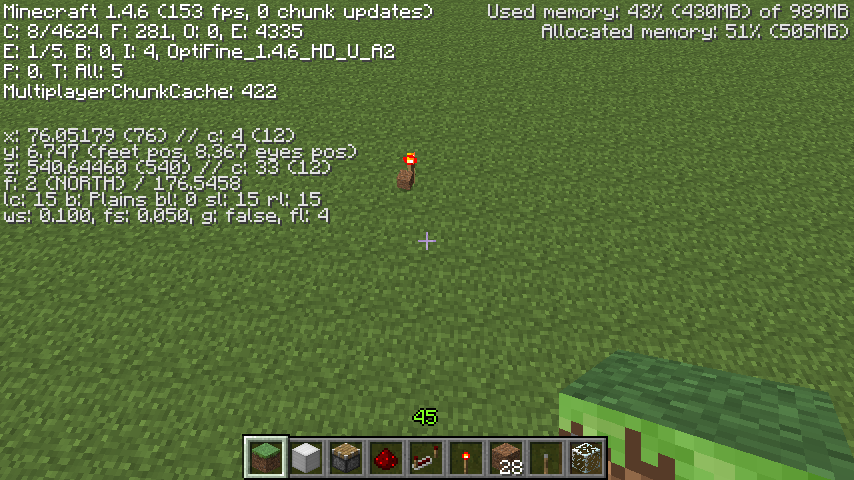 Minecraft 1.4.6 (153 fps, 0 chunk updates)
C: 8/4624. F: 281, O: 0, E: 4335
E: 1/5. B: 0, I: 4, OptiFine_1.4.6_HD_U_A2
P: 0, T: All: 5
MultiplayerChunkCache: 422
Used memory: 43% (430MB) of 989MB
Allocated memory: 51% (505MB)
x: 76.05179 (76) // c: 4 (12)
y: 6.747 (feet pos, 8.367 eyes pos)
z: 540.64460 (540) // c: 33 (12)
f: 2 (NORTH) / 176.5458
lc: 15 b: Plains bl: 0 sl: 15 rl: 15
ws: 0.100, fs: 0.050, g: false, fl: 4
45
28